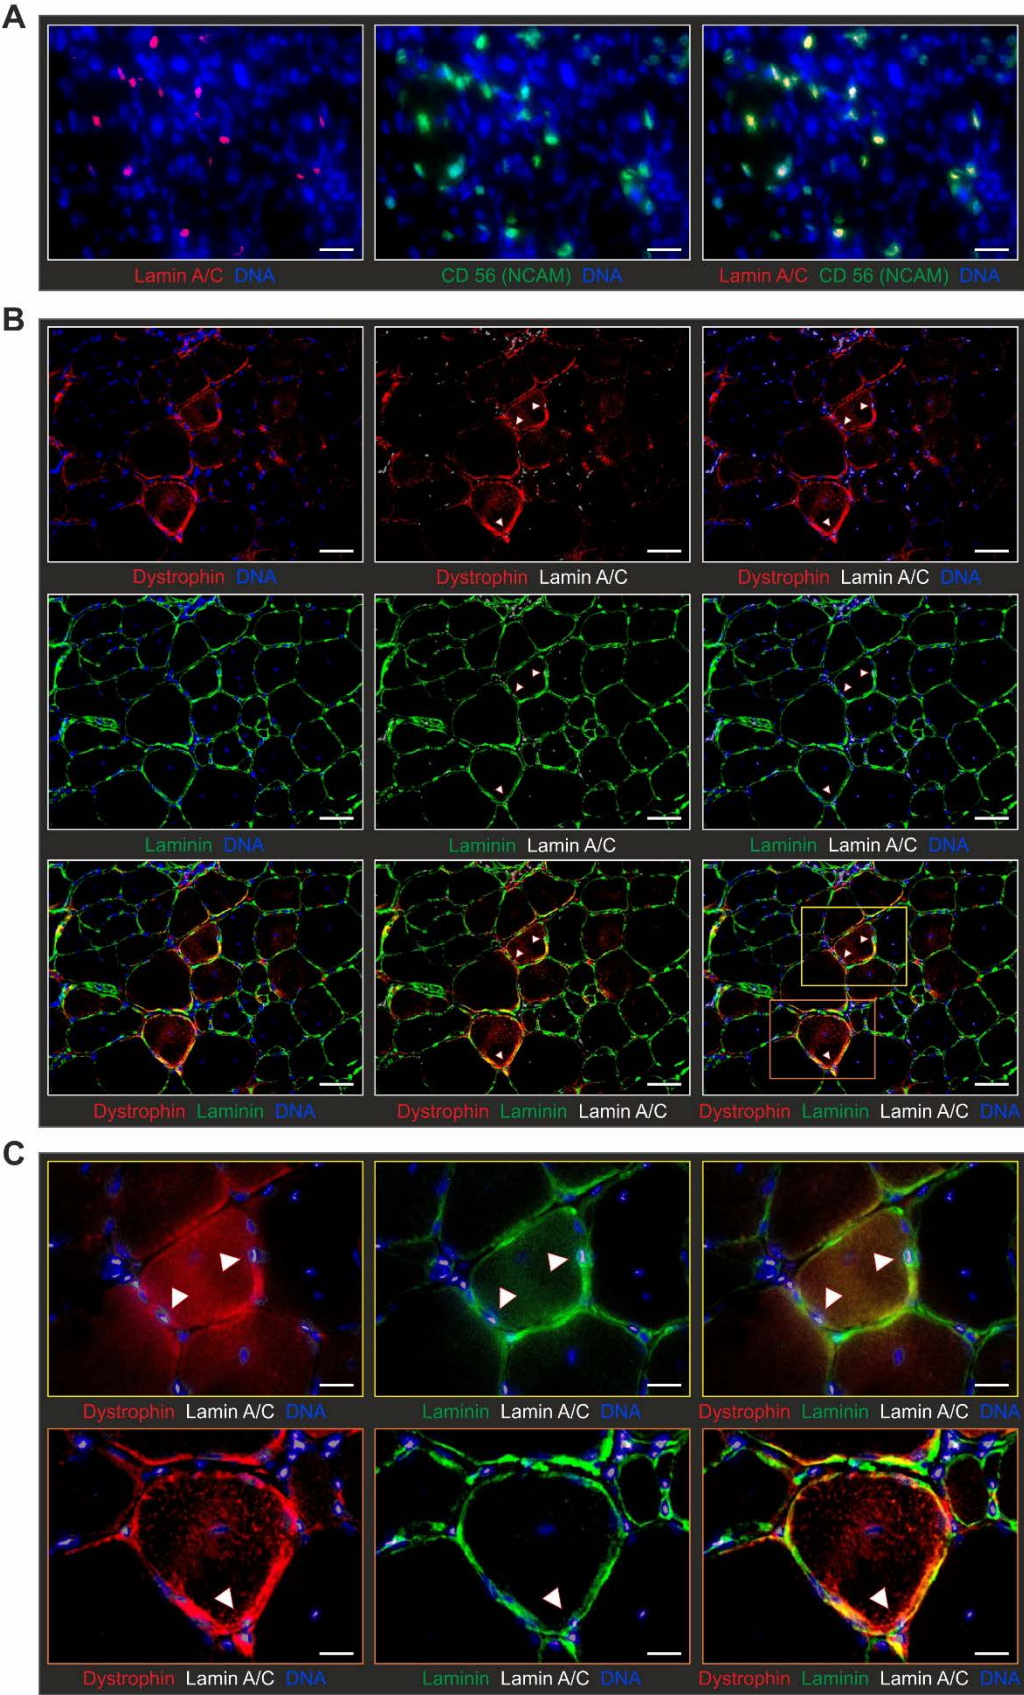 A
Lamin A/C DNA CD 56 (NCAM) DNA Lamin A/C CD 56 (NCAM) DNA
B
Dystrophin DNA Dystrophin Lamin A/C Dystrophin Lamin A/C DNA
Laminin DNA Laminin Lamin A/C Laminin Lamin A/C DNA
Dystrophin Laminin DNA Dystrophin Laminin Lamin A/C Dystrophin Laminin Lamin A/C DNA
C
Dystrophin Lamin A/C DNA Laminin Lamin A/C DNA Dystrophin Laminin Lamin A/C DNA
Dystrophin Lamin A/C DNA Laminin Lamin A/C DNA Dystrophin Laminin Lamin A/C DNA